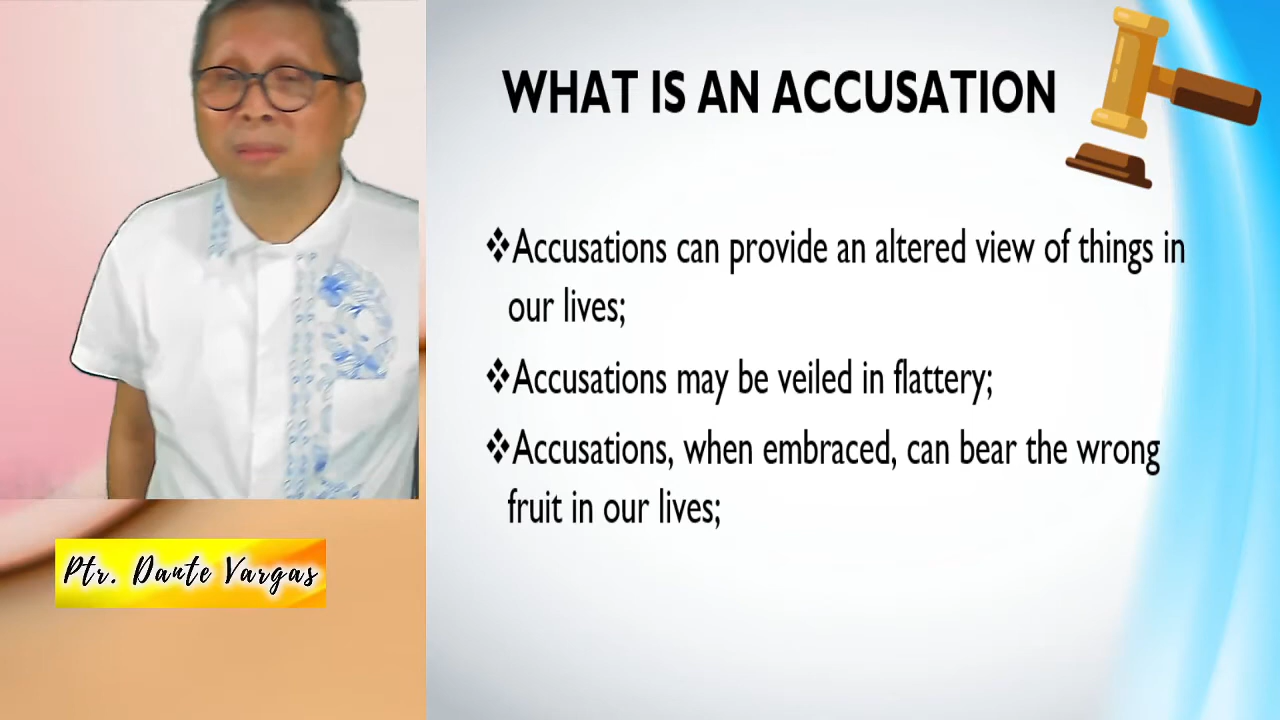 WHAT IS AN ACCUSATION
❖Accusations can provide an altered view of things in
our lives;
❖Accusations may be veiled in flattery;
❖Accusations, when embraced, can bear the wrong
fruit in our lives;
Ptr. Dante Vargas